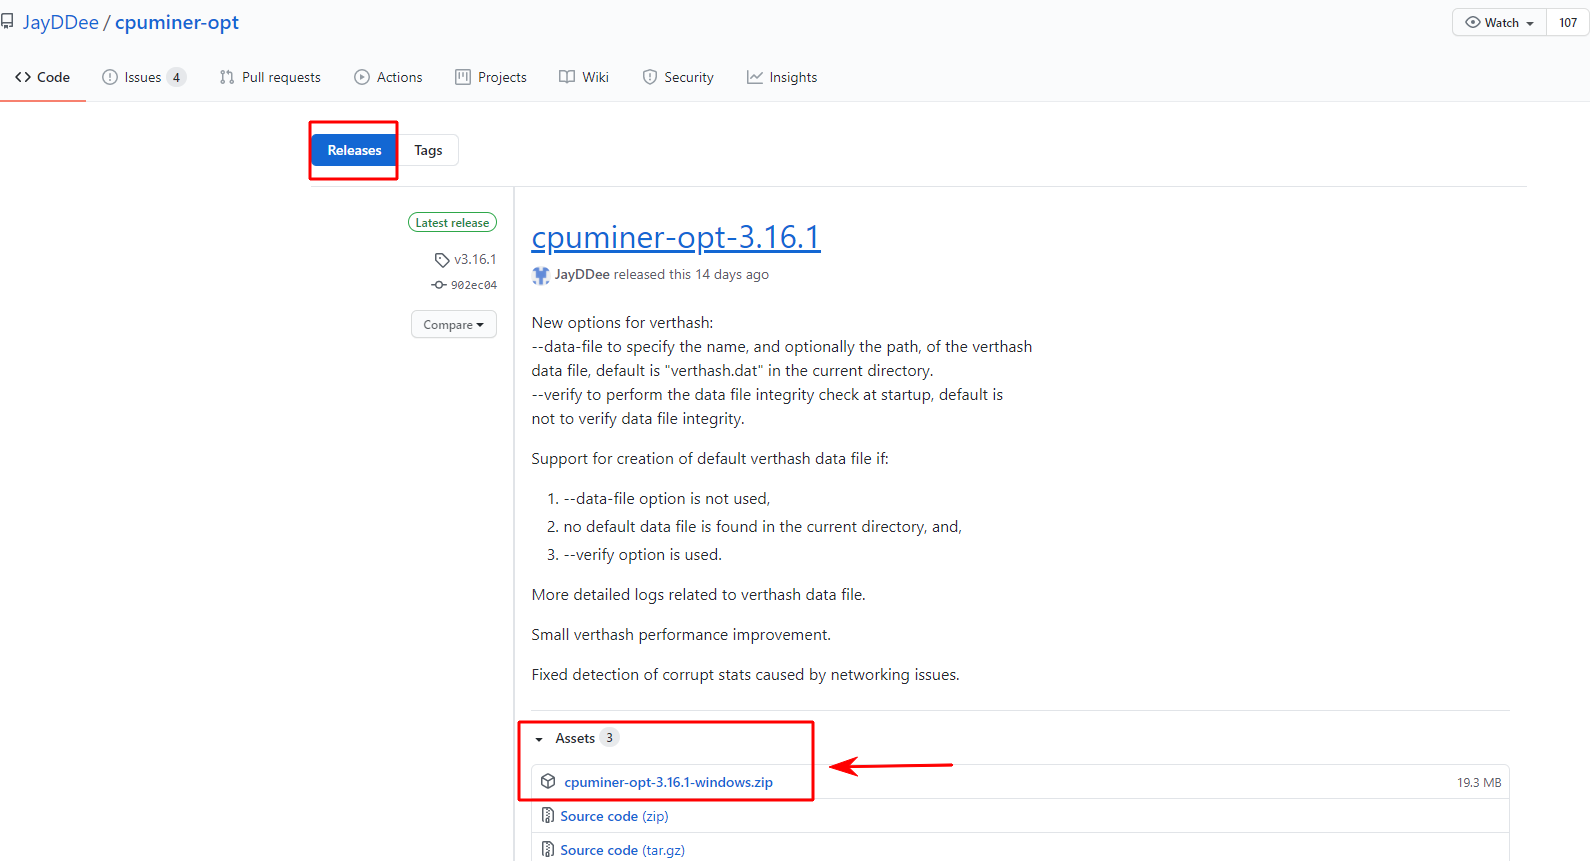 JayDDee / cpuminer-opt
Watch
107
Code
Issues 4
Pull requests
Actions
Projects
Wiki
Security
Insights
Releases
Tags
Latest release
v3.16.1
902ec04
Compare
cpuminer-opt-3.16.1
JayDDee released this 14 days ago
New options for verthash:
--data-file to specify the name, and optionally the path, of the verthash
data file, default is "verthash.dat" in the current directory.
--verify to perform the data file integrity check at startup, default is
not to verify data file integrity.
Support for creation of default verthash data file if:
1. --data-file option is not used,
2. no default data file is found in the current directory, and,
3. --verify option is used.
More detailed logs related to verthash data file.
Small verthash performance improvement.
Fixed detection of corrupt stats caused by networking issues.
Assets 3
cpuminer-opt-3.16.1-windows.zip
19.3 MB
Source code (zip)
Source code (tar.gz)